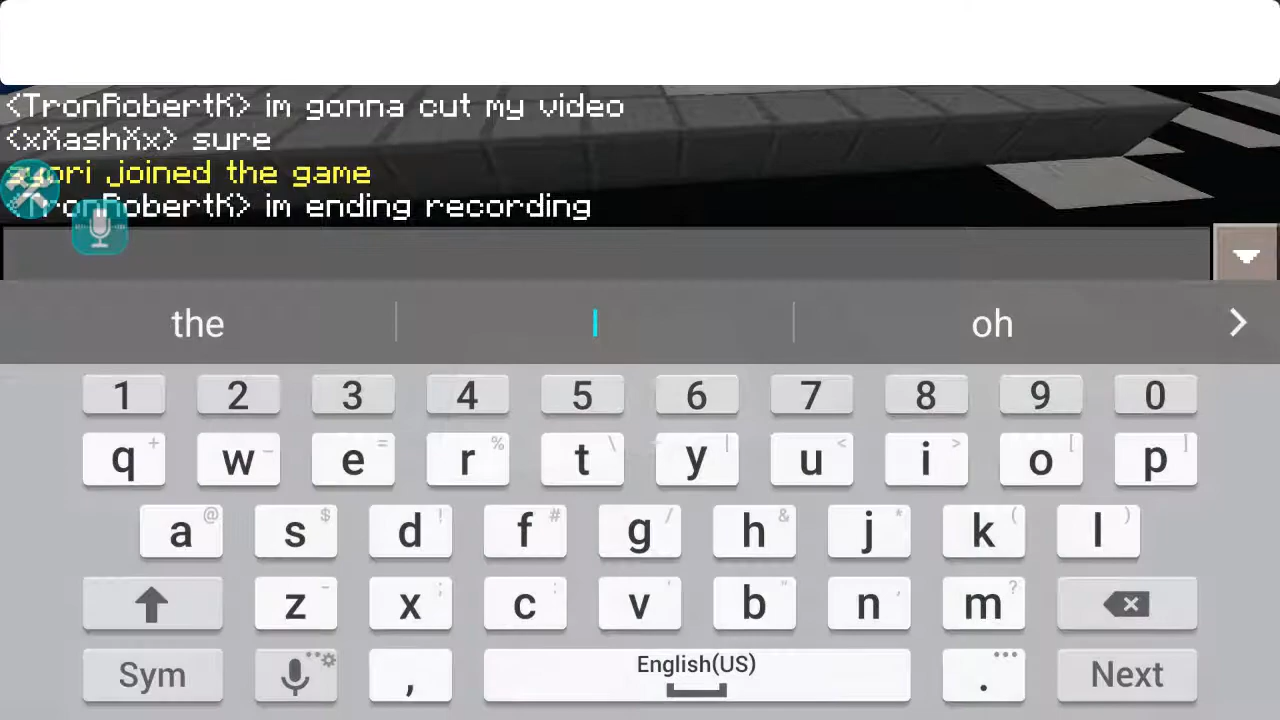 <TronRobertK> im gonna cut my video
<xXashXx> sure
joined the game
<TronRobertK> im ending recording
the I oh
1 2 3 4 5 6 7 8 9 0
q + w e = r % t \ y | u < i > o [ p ]
a @ s $ d ! f # g / h & j * k ( l )
z - x ; c : v ' b " n , m ?
Sym , English(US) . Next